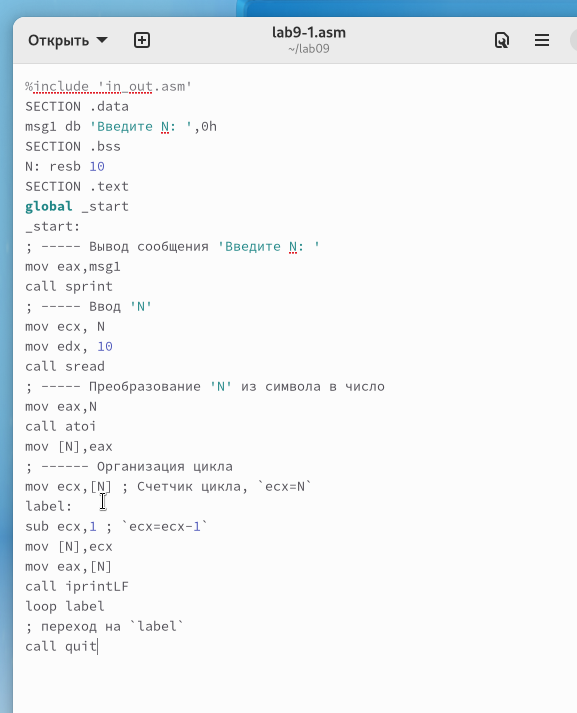 Открыть
lab9-1.asm
~/lab09
%include 'in_out.asm'
SECTION .data
msg1 db 'Введите N: ',0h
SECTION .bss
N: resb 10
SECTION .text
global _start
_start:
; ----- Вывод сообщения 'Введите N: '
mov eax,msg1
call sprint
; ----- Ввод 'N'
mov ecx, N
mov edx, 10
call sread
; ----- Преобразование 'N' из символа в число
mov eax,N
call atoi
mov [N],eax
; ------ Организация цикла
mov ecx,[N] ; Счетчик цикла, `ecx=N`
label:
sub ecx,1 ; `ecx=ecx-1`
mov [N],ecx
mov eax,[N]
call iprintLF
loop label
; переход на `label`
call quit